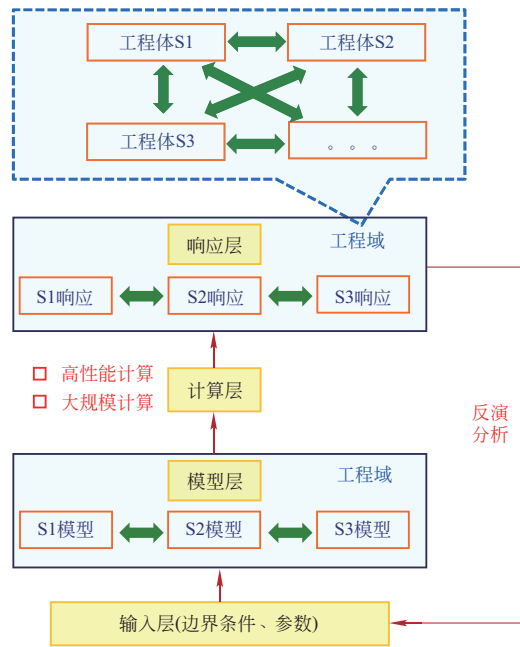 工程体S1
工程体S2
工程体S3
。。。
工程域
响应层
S1响应
S2响应
S3响应
高性能计算
大规模计算
计算层
反演
分析
工程域
模型层
S1模型
S2模型
S3模型
输入层(边界条件、参数)